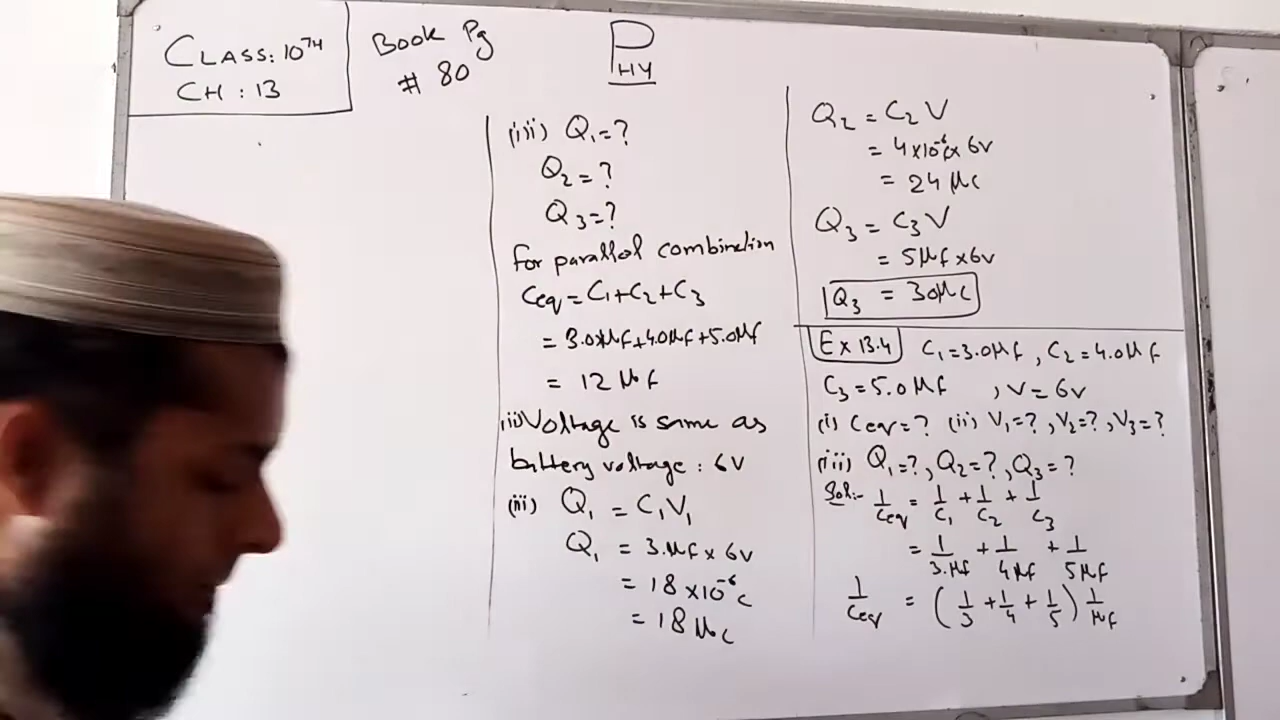 CLASS: 10TH
CH : 13
Book Pg
# 80
PHY
(iii) Q₁=?
Q₂=?
Q₃=?
for parallel combination
Ceq=C₁+C₂+C₃
= 3.0μf+4.0μf+5.0μf
= 12 μf
(ii) Voltage is same as
battery voltage : 6V
(iii) Q₁ = C₁V₁
Q₁ = 3.μf x 6v
= 18 x10⁻⁶ c
= 18 μc
Q₂ = C₂V
= 4x10⁻⁶x 6v
= 24 μc
Q₃ = C₃V
= 5μf x6v
Q₃ = 30μc
Ex 13.4 C₁=3.0μf , C₂=4.0μf
C₃=5.0μf , V= 6v
(i) Ceq=? (ii) V₁=?, V₂=?, V₃=?
(iii) Q₁=?, Q₂=?, Q₃=?
Sol:- 1/Ceq = 1/C₁ + 1/C₂ + 1/C₃
= 1/3.μf + 1/4μf + 1/5μf
1/Ceq = (1/3 + 1/4 + 1/5) 1/μf